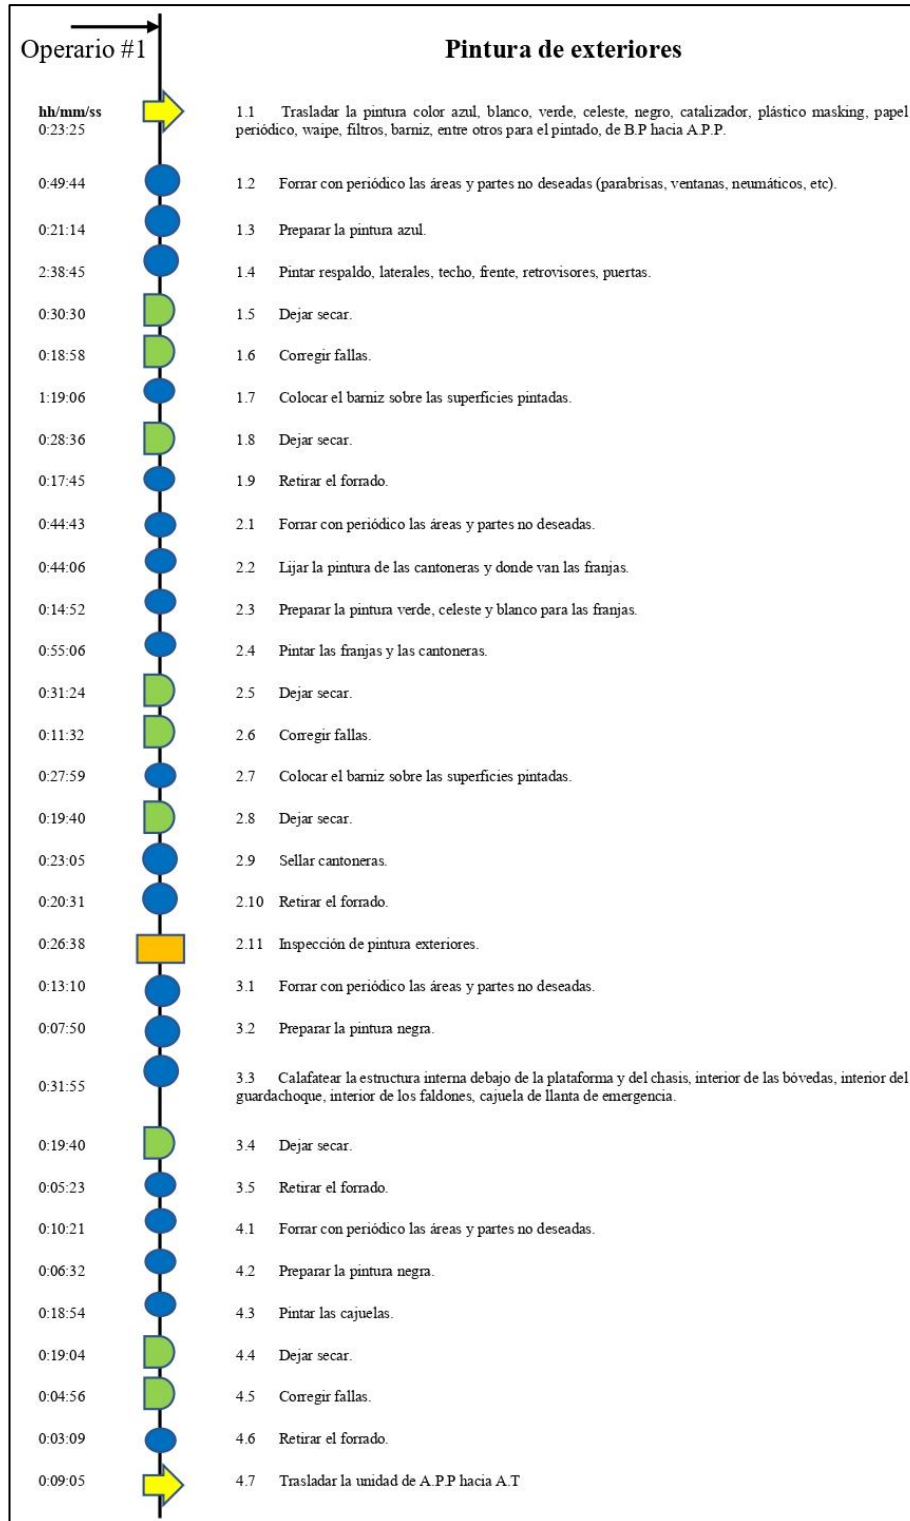 Operario #1
Pintura de exteriores
hh/mm/ss
0:23:25
1.1 Trasladar la pintura color azul, blanco, verde, celeste, negro, catalizador, plástico masking, papel
periódico, waipe, filtros, barniz, entre otros para el pintado, de B.P hacia A.P.P.
0:49:44 1.2 Forrar con periódico las áreas y partes no deseadas (parabrisas, ventanas, neumáticos, etc).
0:21:14 1.3 Preparar la pintura azul.
2:38:45 1.4 Pintar respaldo, laterales, techo, frente, retrovisores, puertas.
0:30:30 1.5 Dejar secar.
0:18:58 1.6 Corregir fallas.
1:19:06 1.7 Colocar el barniz sobre las superficies pintadas.
0:28:36 1.8 Dejar secar.
0:17:45 1.9 Retirar el forrado.
0:44:43 2.1 Forrar con periódico las áreas y partes no deseadas.
0:44:06 2.2 Lijar la pintura de las cantoneras y donde van las franjas.
0:14:52 2.3 Preparar la pintura verde, celeste y blanco para las franjas.
0:55:06 2.4 Pintar las franjas y las cantoneras.
0:31:24 2.5 Dejar secar.
0:11:32 2.6 Corregir fallas.
0:27:59 2.7 Colocar el barniz sobre las superficies pintadas.
0:19:40 2.8 Dejar secar.
0:23:05 2.9 Sellar cantoneras.
0:20:31 2.10 Retirar el forrado.
0:26:38 2.11 Inspección de pintura exteriores.
0:13:10 3.1 Forrar con periódico las áreas y partes no deseadas.
0:07:50 3.2 Preparar la pintura negra.
0:31:55 3.3 Calafatear la estructura interna debajo de la plataforma y del chasis, interior de las bóvedas, interior del
guardachoque, interior de los faldones, cajuela de llanta de emergencia.
0:19:40 3.4 Dejar secar.
0:05:23 3.5 Retirar el forrado.
0:10:21 4.1 Forrar con periódico las áreas y partes no deseadas.
0:06:32 4.2 Preparar la pintura negra.
0:18:54 4.3 Pintar las cajuelas.
0:19:04 4.4 Dejar secar.
0:04:56 4.5 Corregir fallas.
0:03:09 4.6 Retirar el forrado.
0:09:05 4.7 Trasladar la unidad de A.P.P hacia A.T